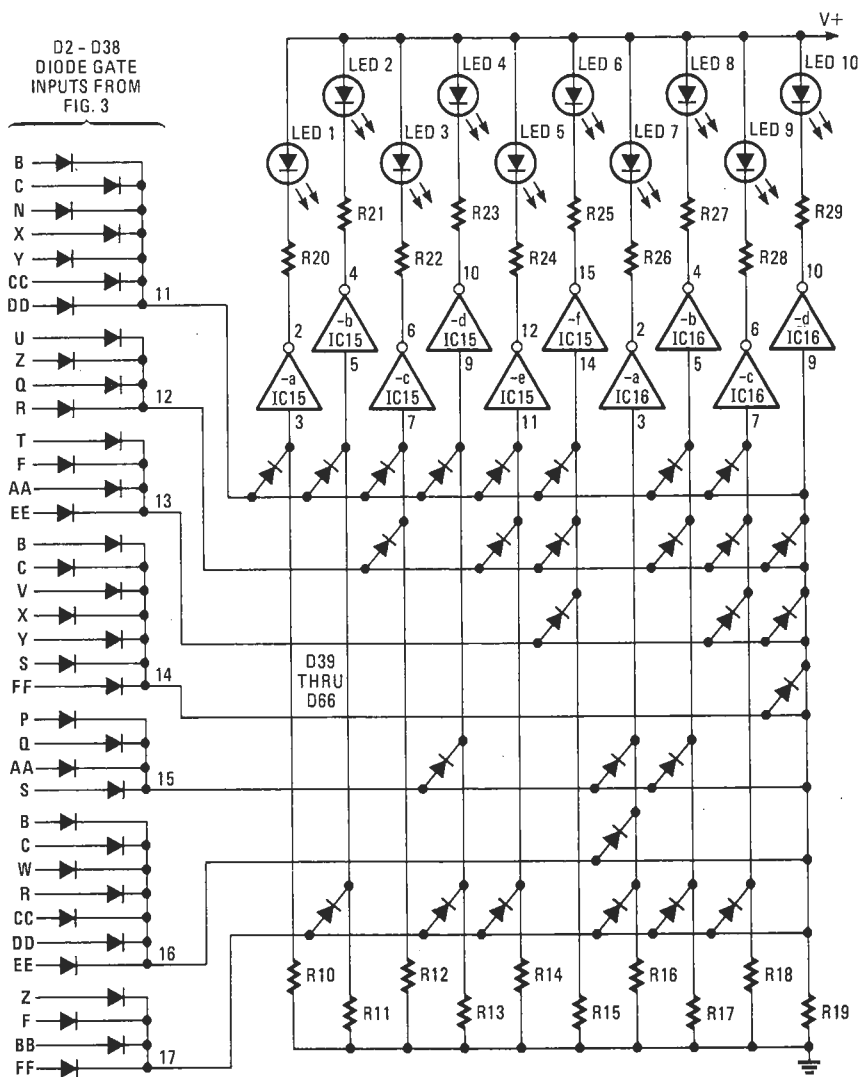 V+
D2 – D38
DIODE GATE
INPUTS FROM
FIG. 3
LED 2
LED 4
LED 6
LED 8
LED 10
LED 1
LED 3
LED 5
LED 7
LED 9
B
C
N
X
Y
CC
DD
11
R21
R23
R25
R27
R29
R20
R22
R24
R26
R28
4
10
15
4
10
-b
IC15
-d
IC15
-f
IC15
-b
IC16
-d
IC16
2
6
12
2
6
5
9
14
5
9
-a
IC15
-c
IC15
-e
IC15
-a
IC16
-c
IC16
3
7
11
3
7
U
Z
Q
R
12
T
F
AA
EE
13
B
C
V
X
Y
S
FF
14
D39
THRU
D66
P
Q
AA
S
15
B
C
W
R
CC
DD
EE
16
Z
F
BB
FF
17
R10
R12
R14
R16
R18
R11
R13
R15
R17
R19